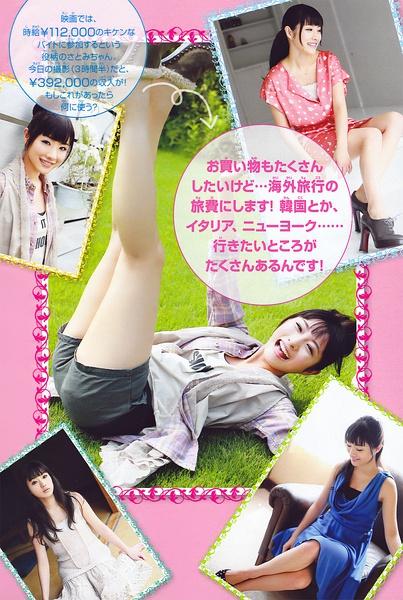 映画では、
時給¥112,000のキケンな
バイトに参加するという
役柄のさとみちゃん。
今日の撮影(3時間半)だと、
¥392,000の収入が!
もしこれがあったら
何に使う?
お買い物もたくさん
したいけど…海外旅行の
旅費にします! 韓国とか、
イタリア、ニューヨーク……
行きたいところが
たくさんあるんです!